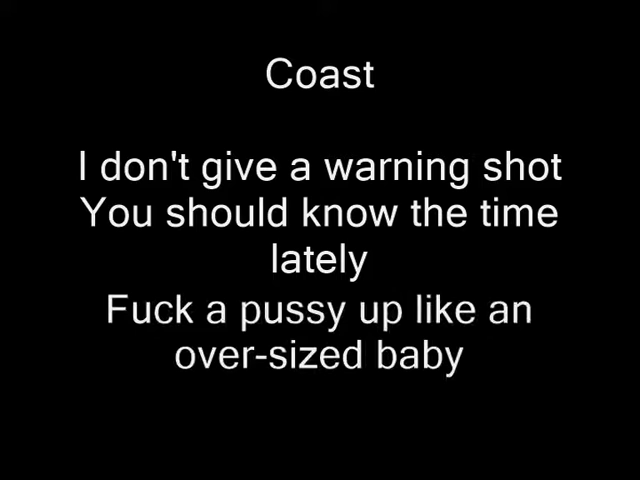 Coast
I don't give a warning shot
You should know the time
lately
Fuck a pussy up like an
over-sized baby